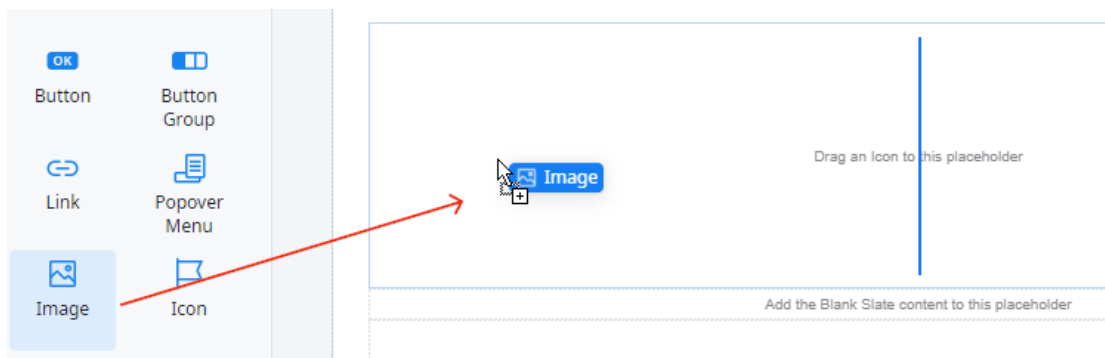 OK
Button
Button
Group
Link
Popover
Menu
Image
Icon
Image
Drag an Icon to this placeholder
Add the Blank Slate content to this placeholder